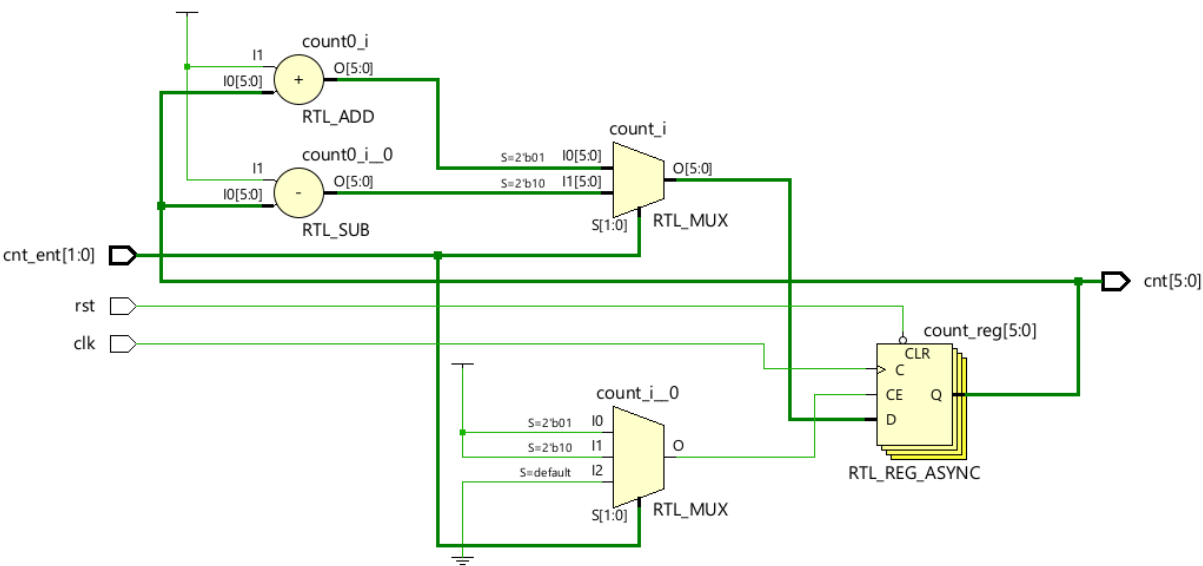 count0_i
I1
I0[5:0]
+
O[5:0]
RTL_ADD
count0_i__0
I1
I0[5:0]
-
O[5:0]
RTL_SUB
count_i
S=2'b01
I0[5:0]
S=2'b10
I1[5:0]
O[5:0]
S[1:0]
RTL_MUX
cnt_ent[1:0]
cnt[5:0]
rst
clk
count_reg[5:0]
CLR
C
CE
Q
D
RTL_REG_ASYNC
count_i__0
S=2'b01
I0
S=2'b10
I1
O
S=default
I2
S[1:0]
RTL_MUX